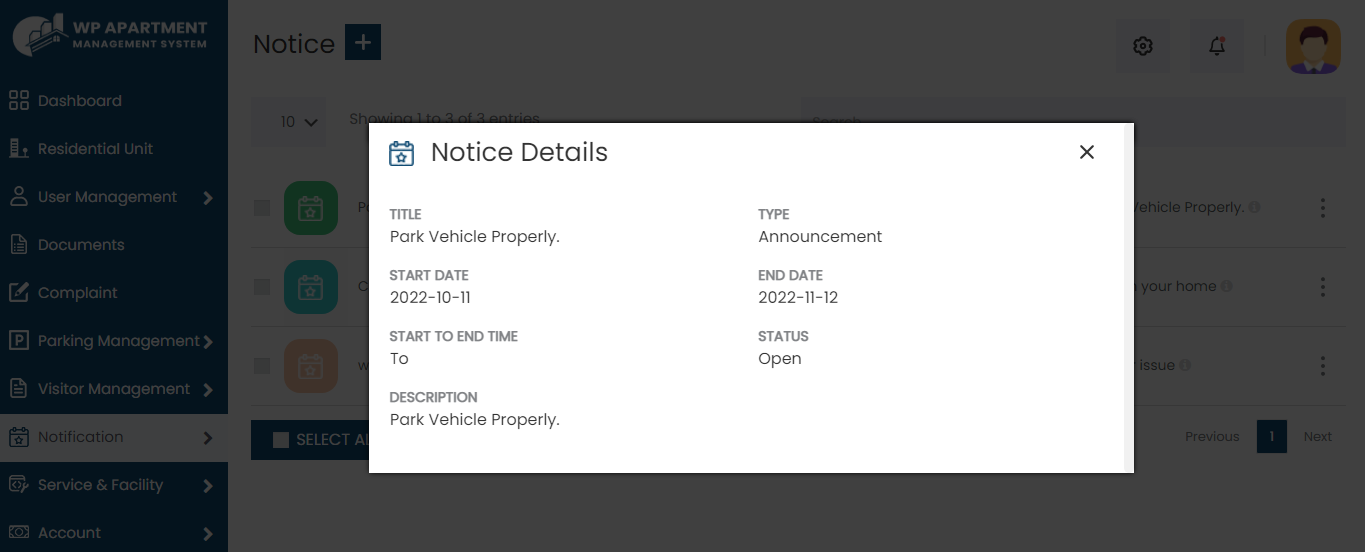 WP APARTMENT
MANAGEMENT SYSTEM
Notice +
Dashboard
Residential Unit
User Management
Documents
Complaint
Parking Management
Visitor Management
Notification
Service & Facility
Account
10
Showing 1 to 3 of 3 entries
Search
Notice Details
TITLE
Park Vehicle Properly.
TYPE
Announcement
START DATE
2022-10-11
END DATE
2022-11-12
START TO END TIME
To
STATUS
Open
DESCRIPTION
Park Vehicle Properly.
Vehicle Properly.
your home
issue
SELECT
Previous 1 Next